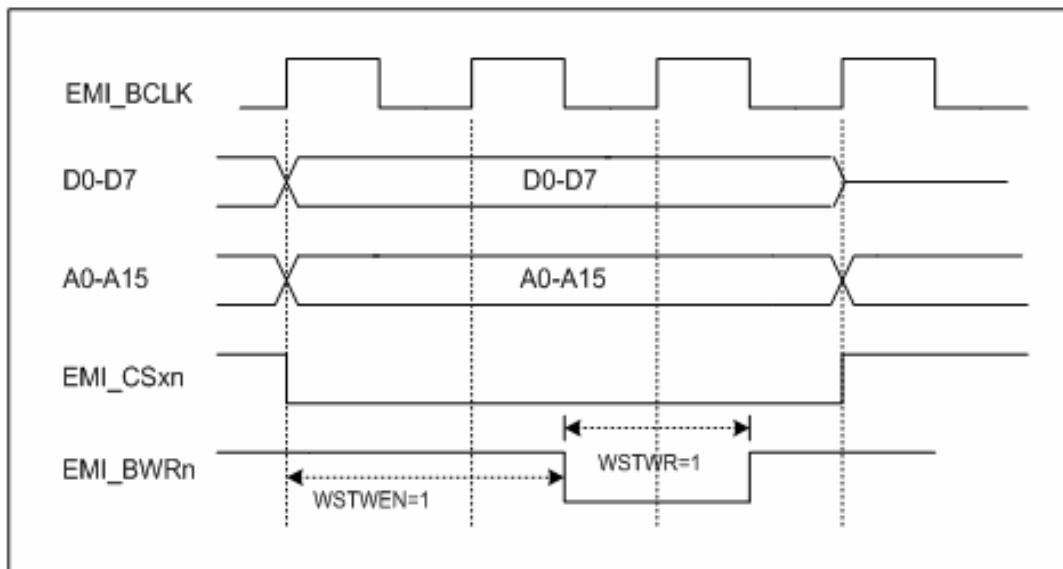 EMI_BCLK
D0-D7 D0-D7
A0-A15 A0-A15
EMI_CSxn
EMI_BWRn WSTWR=1
WSTWEN=1